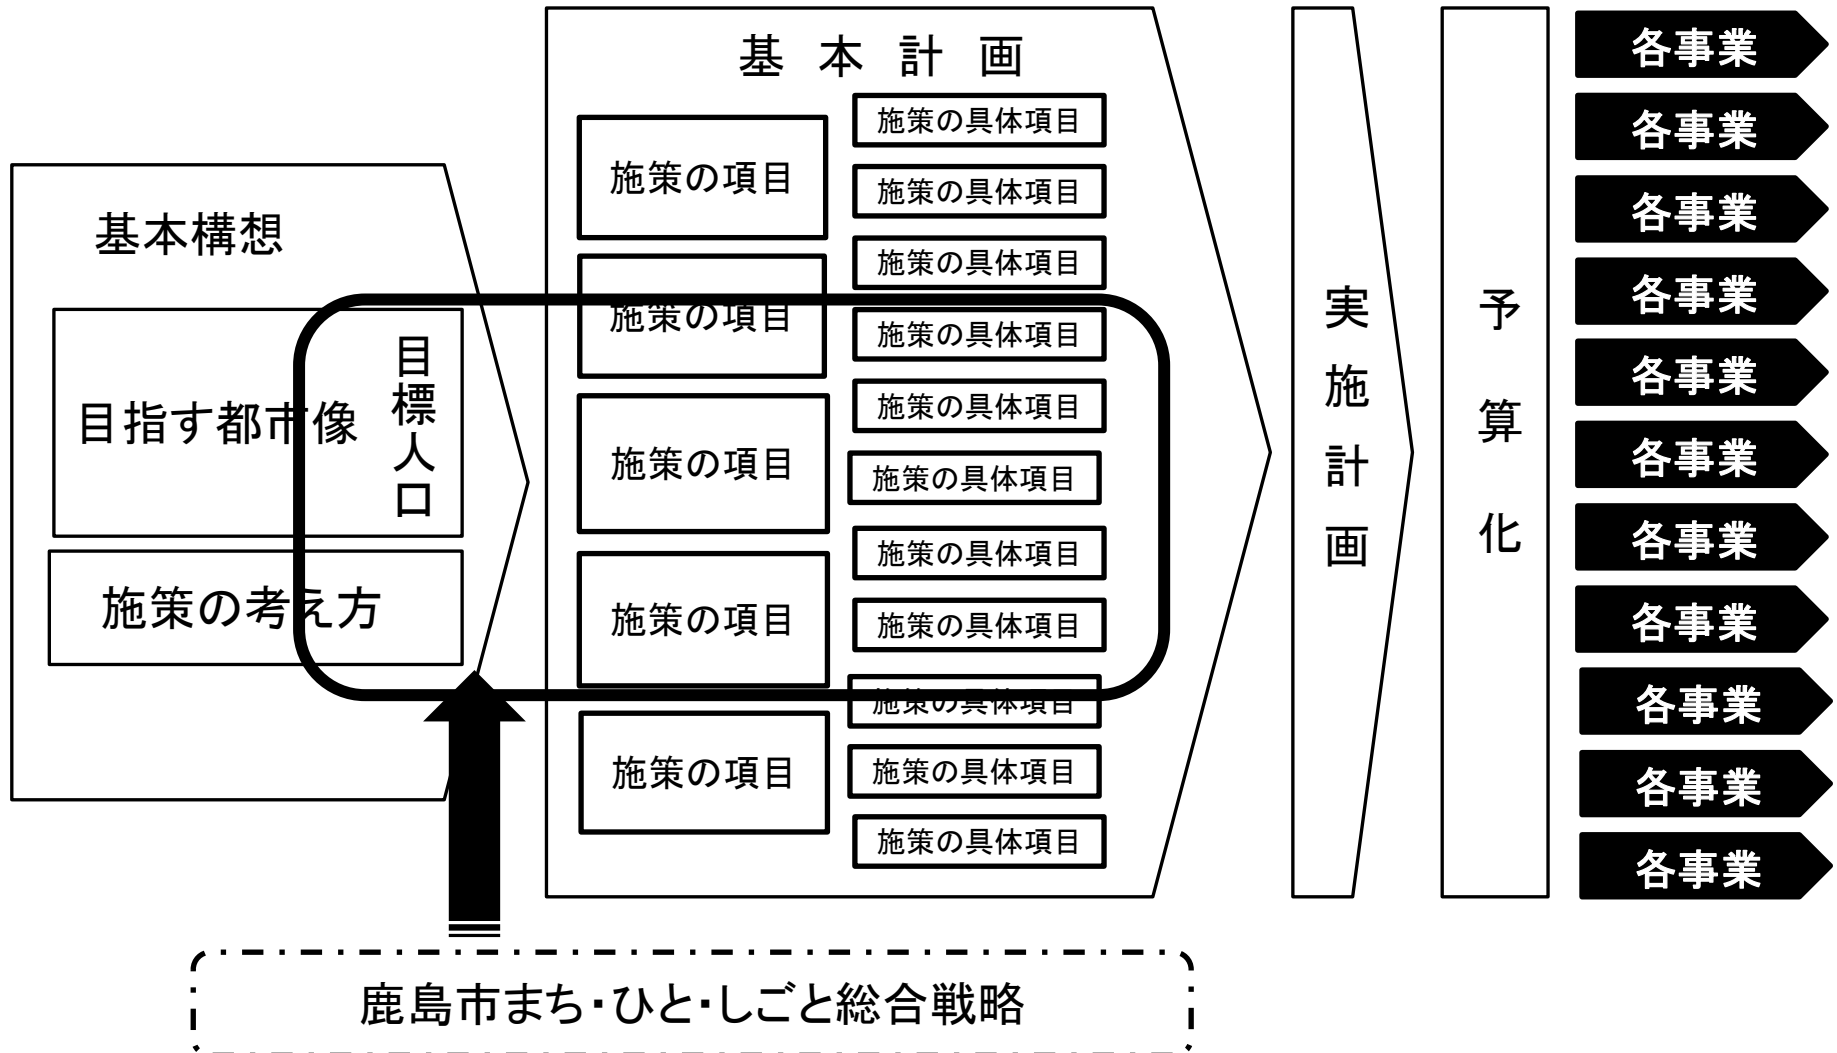 基本構想
目指す都市像
目標人口
施策の考え方
基本計画
施策の項目
施策の項目
施策の項目
施策の項目
施策の項目
施策の具体項目
施策の具体項目
施策の具体項目
施策の具体項目
施策の具体項目
施策の具体項目
施策の具体項目
施策の具体項目
施策の具体項目
施策の具体項目
施策の具体項目
実施計画
予算化
各事業
各事業
各事業
各事業
各事業
各事業
各事業
各事業
各事業
各事業
各事業
鹿島市まち・ひと・しごと総合戦略